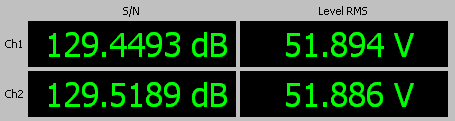 S/N Level RMS
Ch1 129.4493 dB 51.894 V
Ch2 129.5189 dB 51.886 V